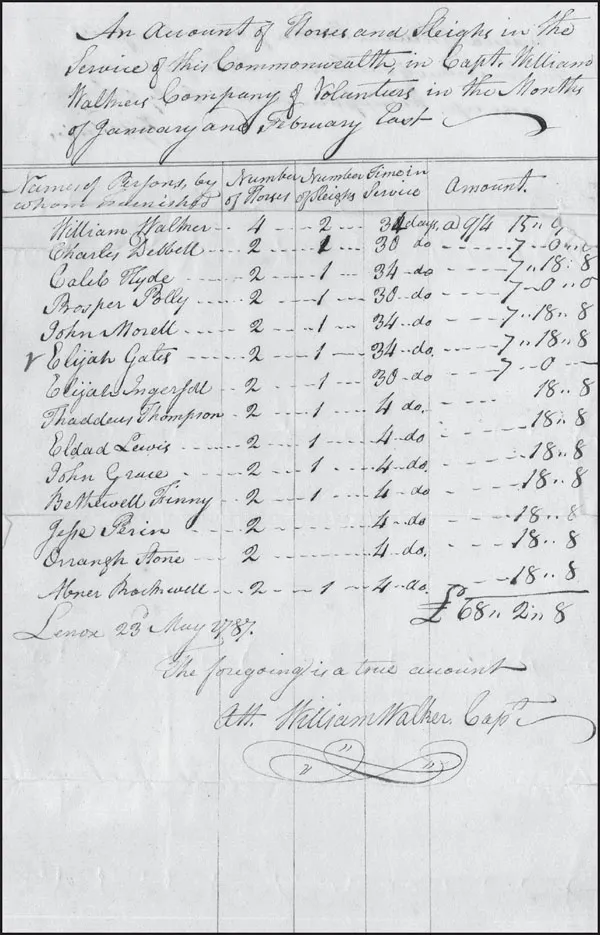 An Account of Horses and Sleighs in the
Service of this Commonwealth, in Capt. William
Walkers Company of Volunteers in the Months
of January and February Last
Names of Persons, by whom furnished Number of Horses Number of Sleighs Time in Service Amount.
William Walker 4 2 34 days, a 9/4 15
Charles Debbell 2 1 30 do 7 0 0
Caleb Hyde 2 1 34 do 7 18 8
Prosper Polly 2 1 30 do 7 0 0
John Morell 2 1 34 do 7 18 8
Elijah Gates 2 1 34 do. 7 18 8
Elijah Ingersoll 2 1 30 do 7 0
Thaddeus Thompson 2 4 do. 18 8
Eldad Lewis 2 1 4 do 18 8
John Grace 2 1 4 do. 18 8
Bethewell Finny 2 1 4 do 18 8
Jesse Perin 2 4 do. 18 8
Orrangh Stone 2 4 do. 18 8
Abner Rockwell 2 1 4 do. 18 8
£68 2 8
Lenox 23d May 1787.
The foregoing is a true account
Att. William Walker. Capt